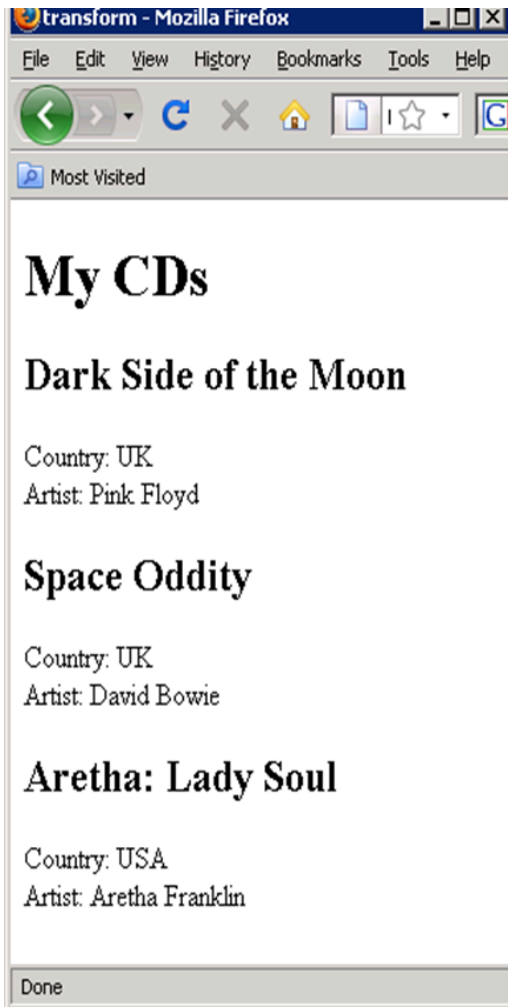 transform - Mozilla Firefox
File Edit View History Bookmarks Tools Help
G
Most Visited
My CDs
Dark Side of the Moon
Country: UK
Artist: Pink Floyd
Space Oddity
Country: UK
Artist: David Bowie
Aretha: Lady Soul
Country: USA
Artist: Aretha Franklin
Done